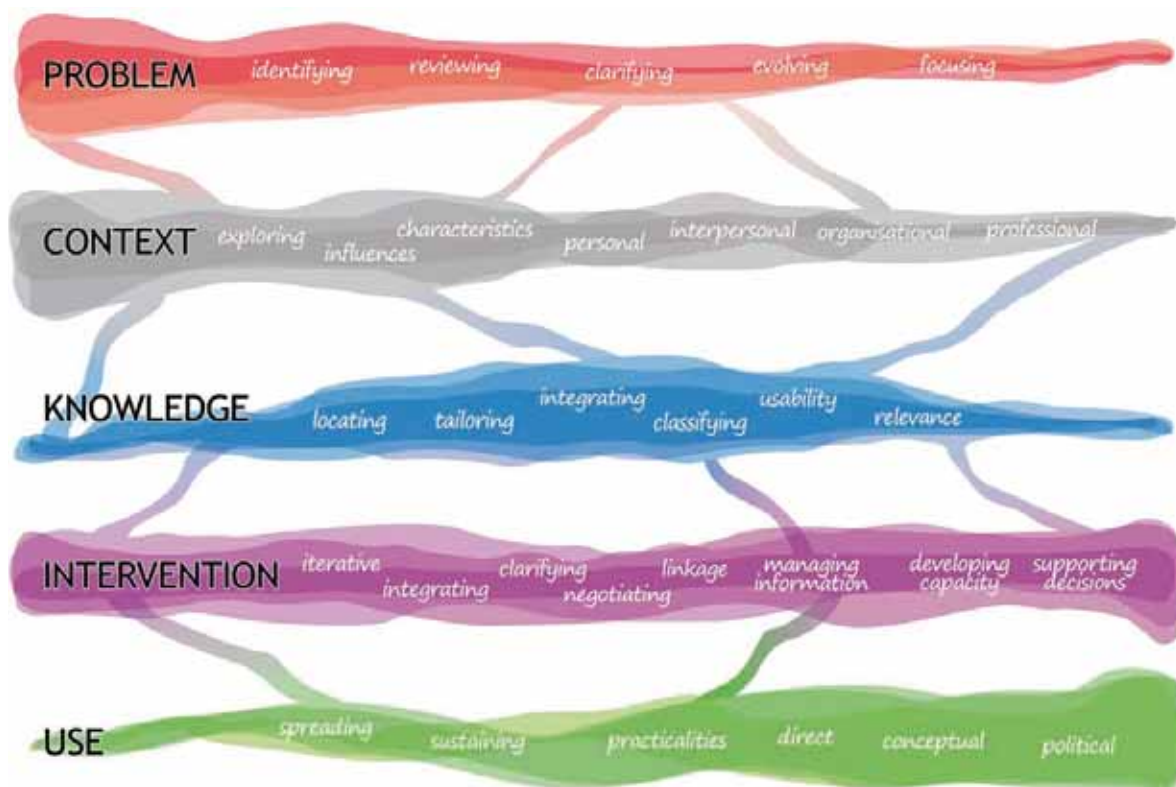 PROBLEM
identifying
reviewing
clarifying
evolving
focusing
CONTEXT
exploring
influences
characteristics
personal
interpersonal
organisational
professional
KNOWLEDGE
locating
tailoring
integrating
classifying
usability
relevance
INTERVENTION
iterative
integrating
clarifying
negotiating
linkage
managing
information
developing
capacity
supporting
decisions
USE
spreading
sustaining
practicalities
direct
conceptual
political